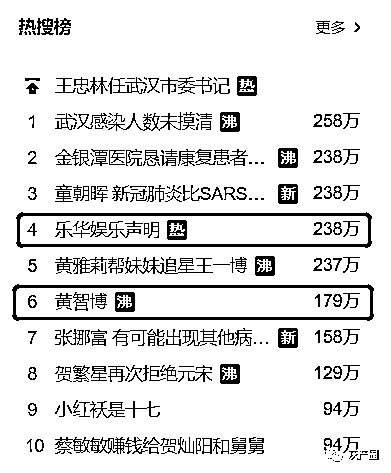 热搜榜 更多 >
王忠林任武汉市委书记 热
1 武汉感染人数未摸清 沸 258万
2 金银潭医院恳请康复患者... 沸 238万
3 童朝晖 新冠肺炎比SARS... 新 238万
4 乐华娱乐声明 热 238万
5 黄雅莉帮妹妹追星王一博 沸 237万
6 黄智博 沸 179万
7 张挪富 有可能出现其他病... 新 158万
8 贺繁星再次拒绝元宋 沸 129万
9 小红袄是十七 94万
10 蔡敏敏赚钱给贺灿阳和舅舅 94万
灰产圈